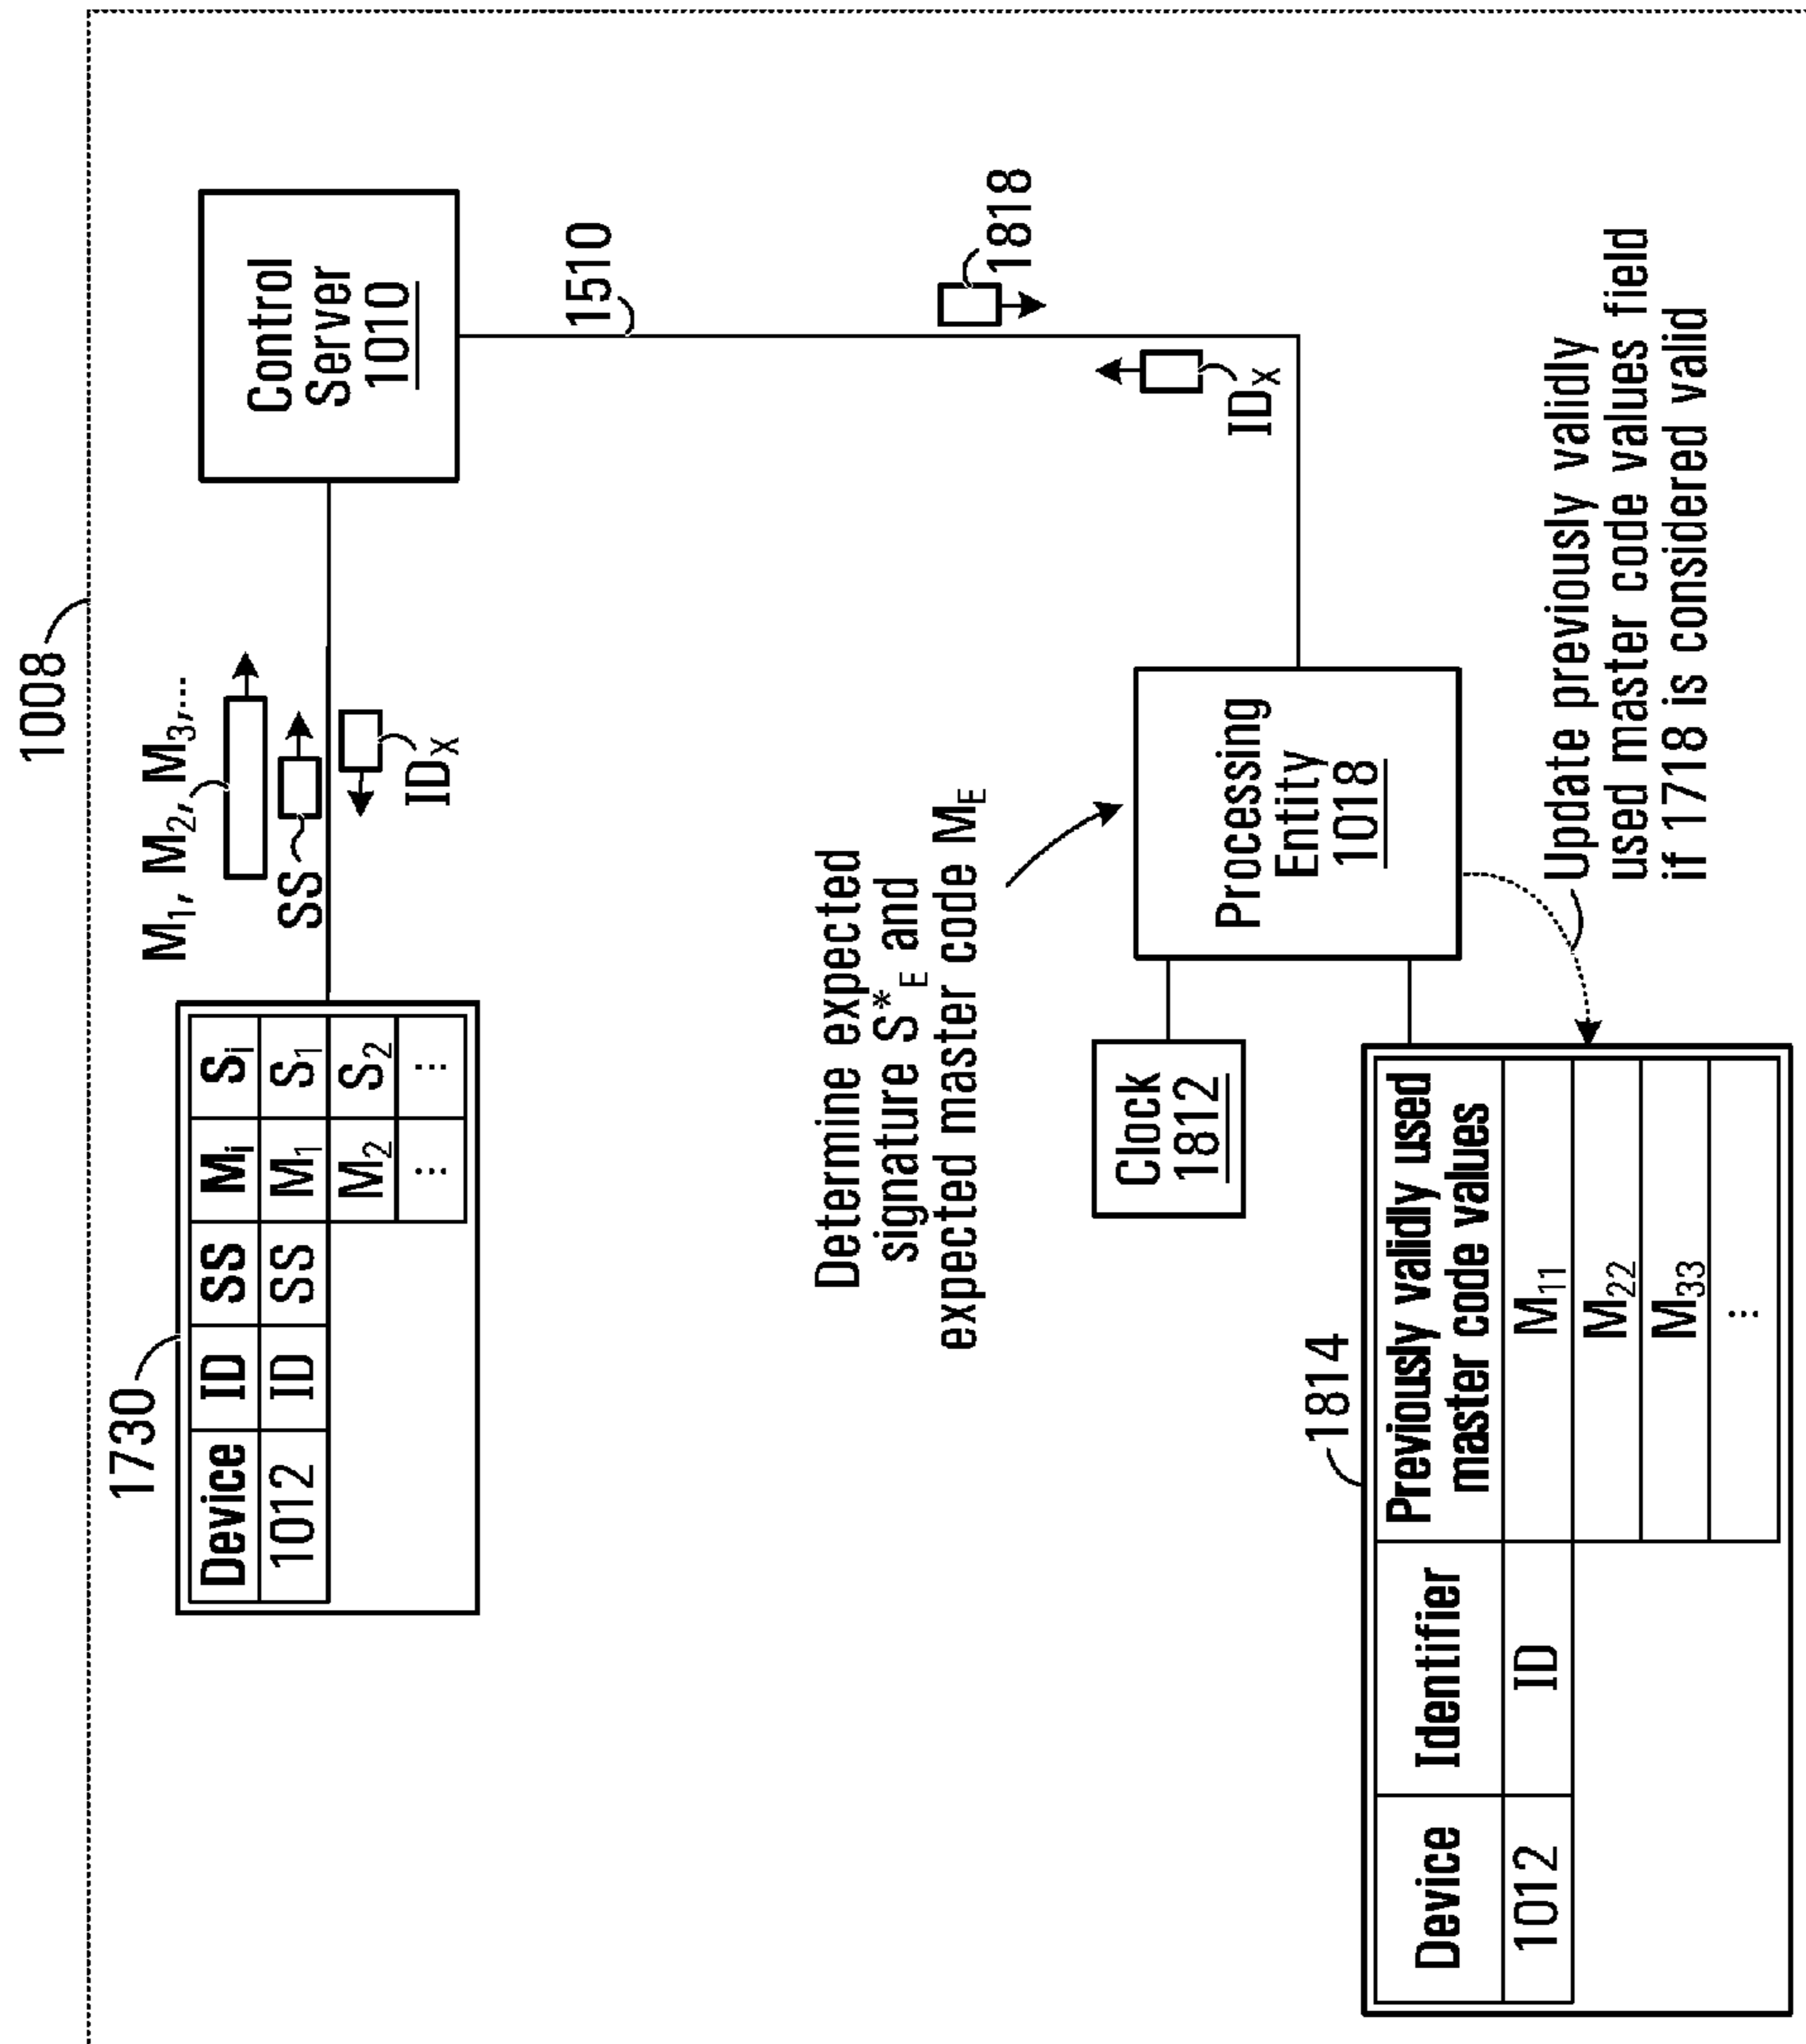 1008
1730
Device ID SS Mᵢ Sᵢ
1012 ID SS M₁ S₁
M₂ S₂
⋮ ⋮
M₁, M₂, M₃,...
SS
IDₓ
Control
Server
1010
1510
1818
IDₓ
Determine expected
signature S*_E and
expected master code M_E
Processing
Entity
1018
Clock
1812
1814
Device Identifier Previously validly used
master code values
1012 ID M₁₁
M₂₂
M₃₃
⋮
Update previously validly
used master code values field
if 1718 is considered valid